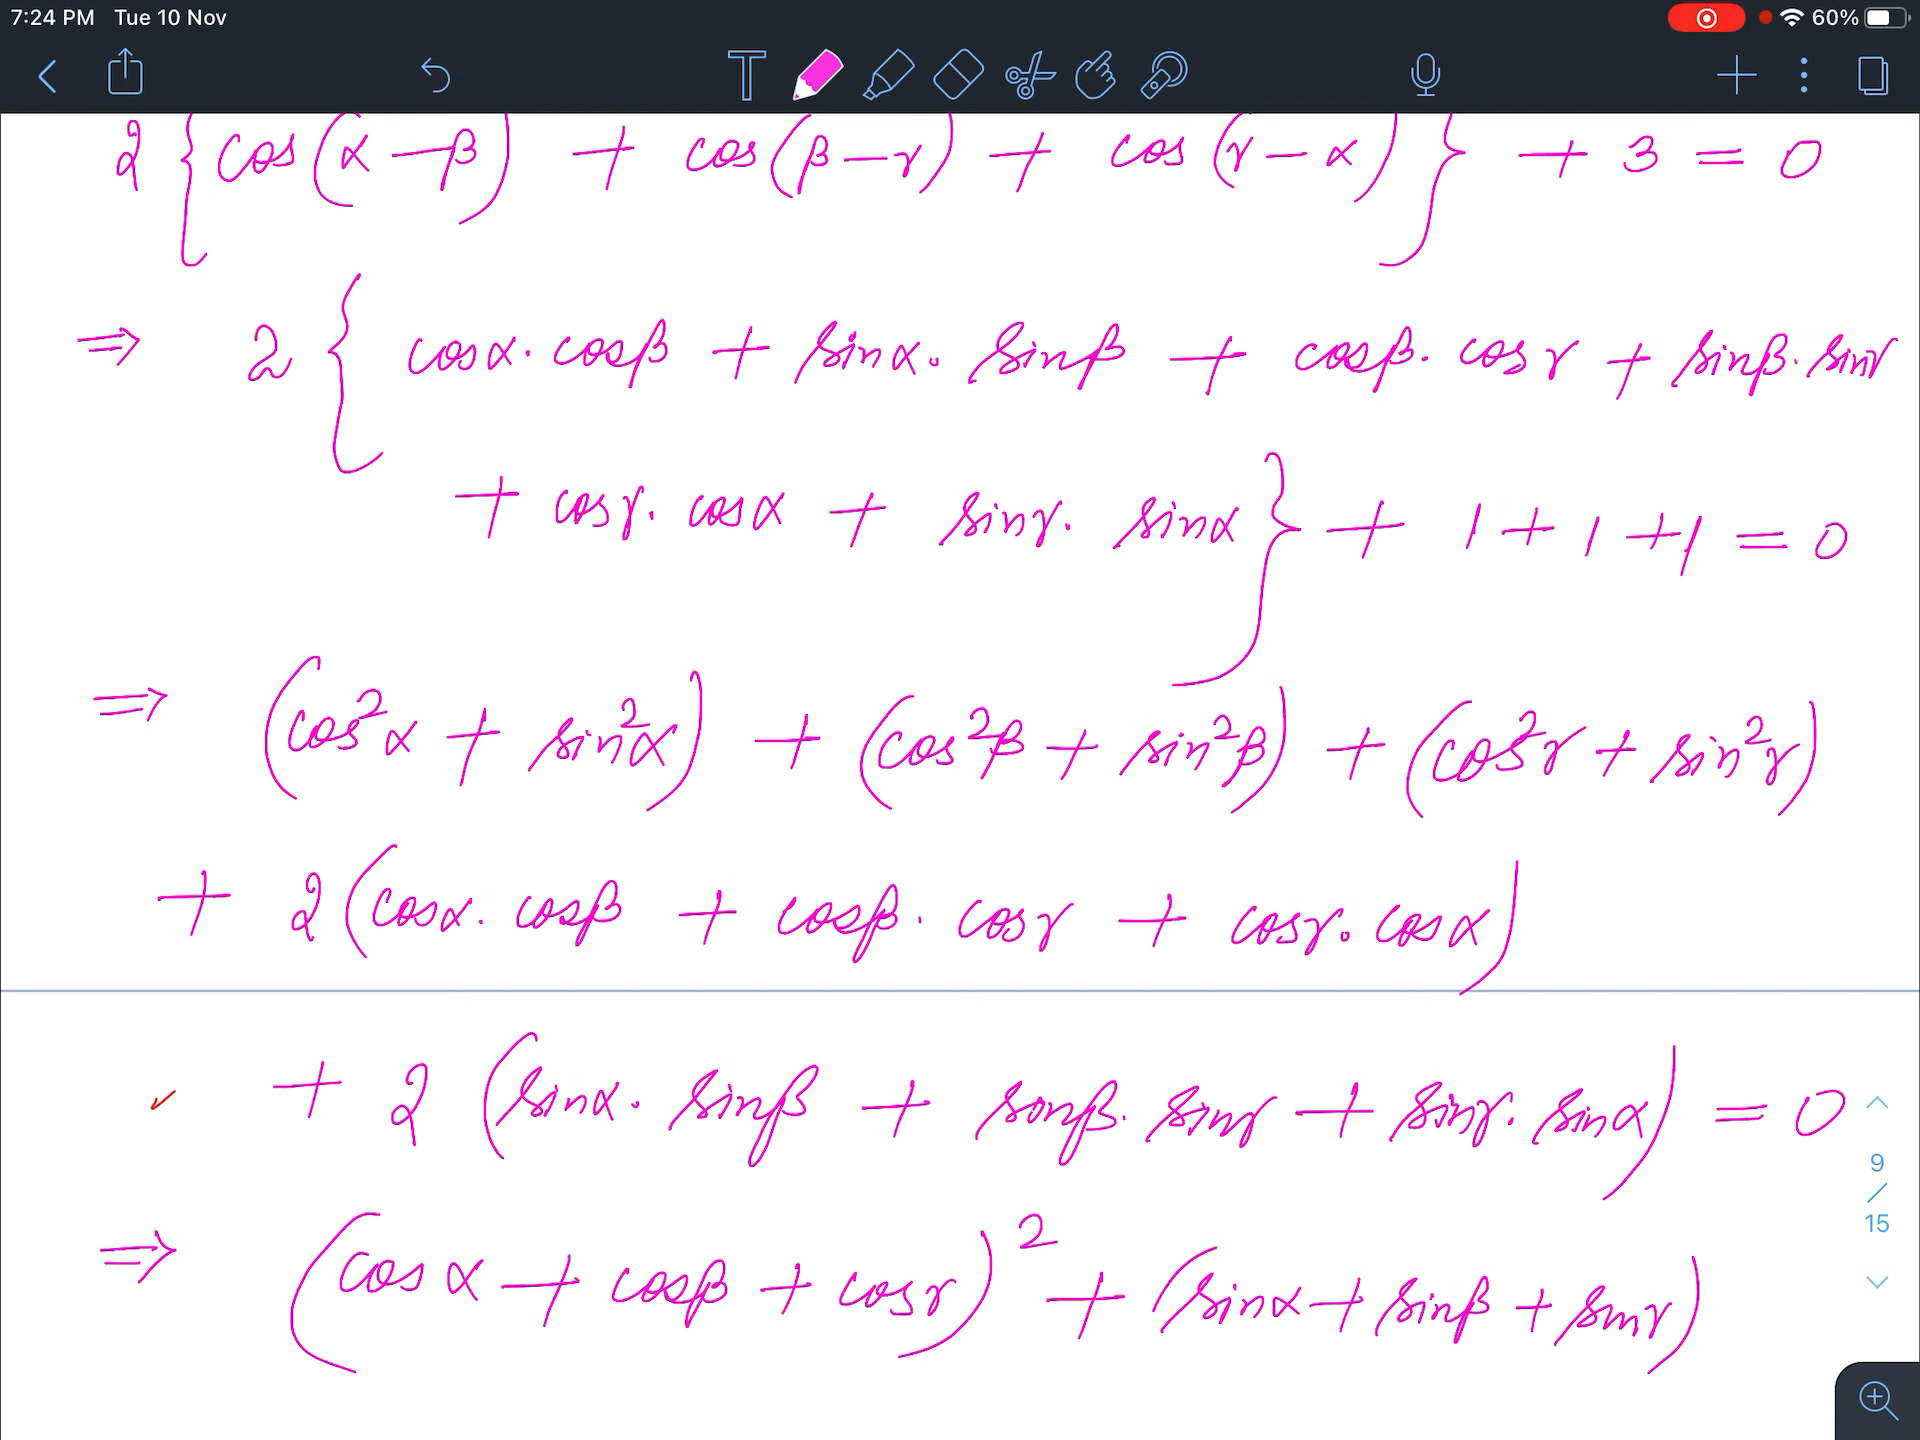 7:24 PM Tue 10 Nov 60%
T
2{cos(α-β) + cos(β-γ) + cos(γ-α)} + 3 = 0
⇒ 2{cosα·cosβ + sinα·sinβ + cosβ·cosγ + sinβ·sinγ
+ cosγ·cosα + sinγ·sinα} + 1+1+1 = 0
⇒ (cos²α + sin²α) + (cos²β + sin²β) + (cos²γ + sin²γ)
+ 2(cosα·cosβ + cosβ·cosγ + cosγ·cosα)
✓ + 2(sinα·sinβ + sinβ·sinγ + sinγ·sinα) = 0
⇒ (cosα + cosβ + cosγ)² + (sinα + sinβ + sinγ)
9
/
15